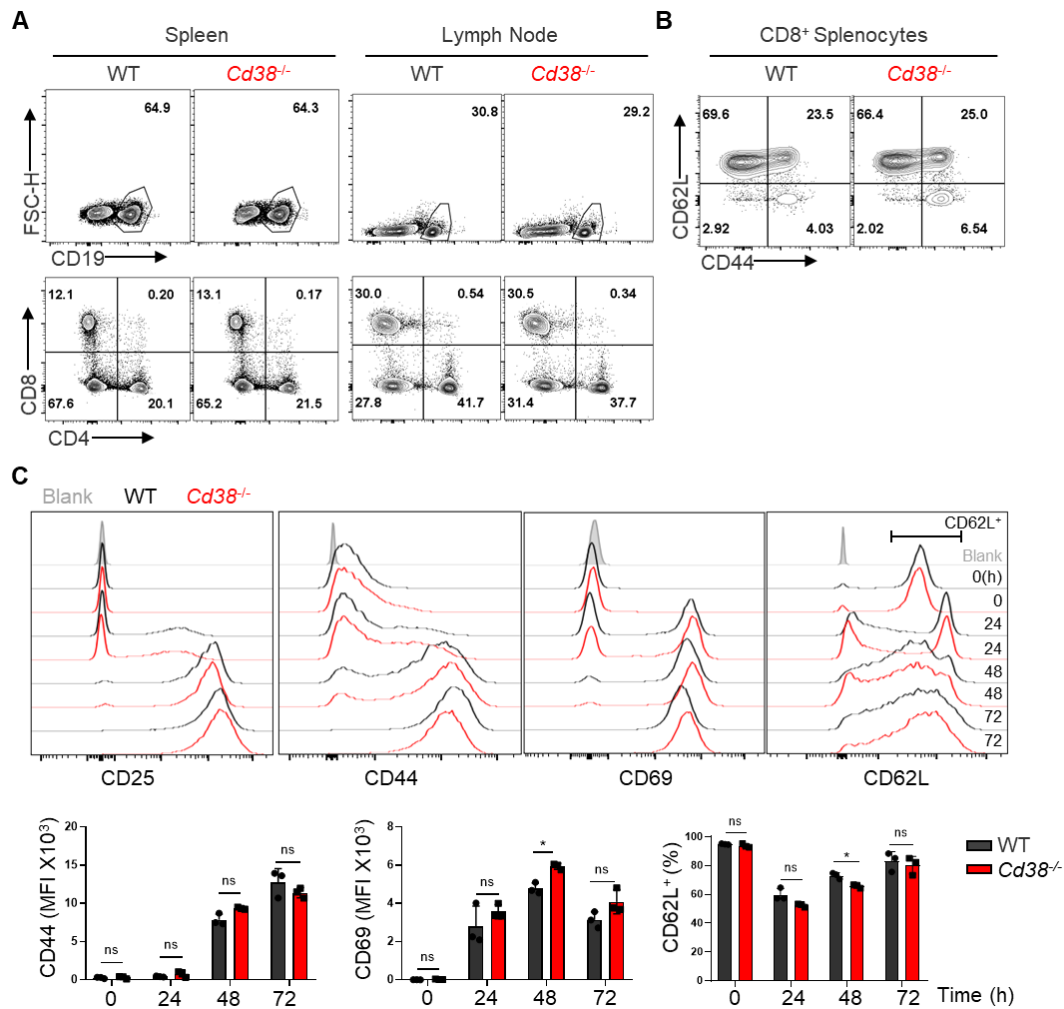 A
Spleen
Lymph Node
WT
Cd38-/-
WT
Cd38-/-
64.9
64.3
30.8
29.2
FSC-H
CD19
12.1
0.20
13.1
0.17
30.0
0.54
30.5
0.34
67.6
20.1
65.2
21.5
27.8
41.7
31.4
37.7
CD8
CD4
B
CD8+ Splenocytes
WT
Cd38-/-
69.6
23.5
66.4
25.0
2.92
4.03
2.02
6.54
CD62L
CD44
C
Blank
WT
Cd38-/-
CD62L+
Blank
0(h)
0
24
24
48
48
72
72
CD25
CD44
CD69
CD62L
CD44 (MFI X10³)
20
15
10
5
0
ns
ns
ns
ns
0
24
48
72
CD69 (MFI X10³)
8
6
4
2
0
ns
ns
*
ns
0
24
48
72
CD62L+ (%)
100
80
60
40
20
0
ns
ns
*
ns
0
24
48
72
Time (h)
WT
Cd38-/-